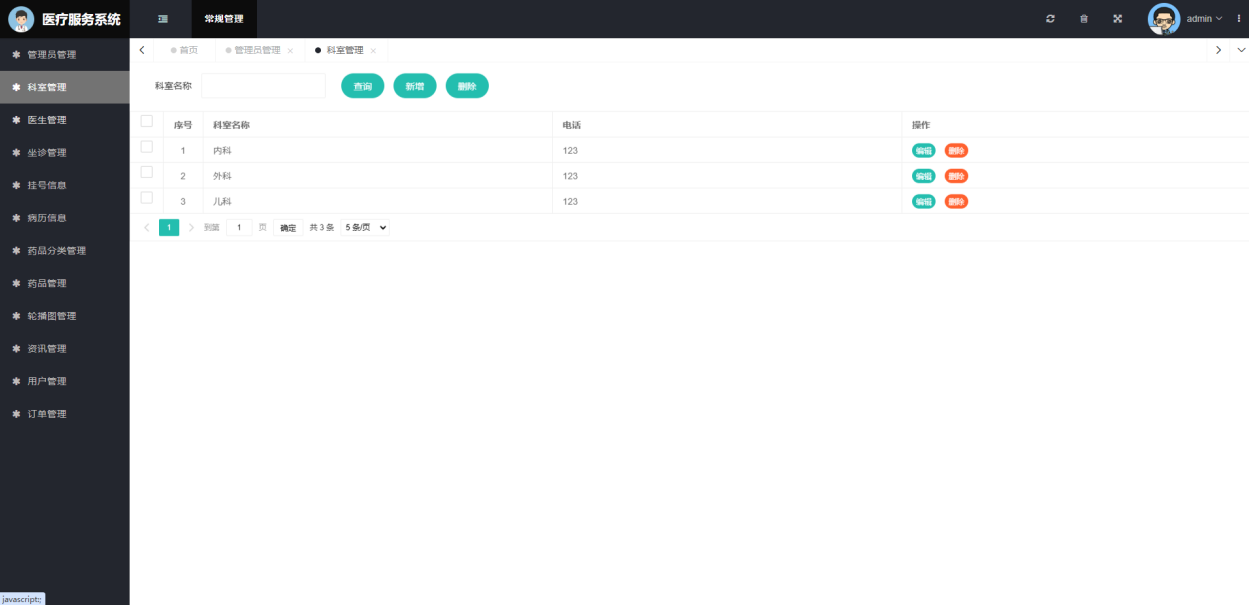 医疗服务系统
常规管理
admin
管理员管理
科室管理
医生管理
坐诊管理
挂号信息
病历信息
药品分类管理
药品管理
轮播图管理
资讯管理
用户管理
订单管理
首页 管理员管理 科室管理
科室名称 查询 新增 删除
序号 科室名称 电话 操作
1 内科 123 编辑 删除
2 外科 123 编辑 删除
3 儿科 123 编辑 删除
1 到第 1 页 确定 共 3 条 5 条/页
javascript:;